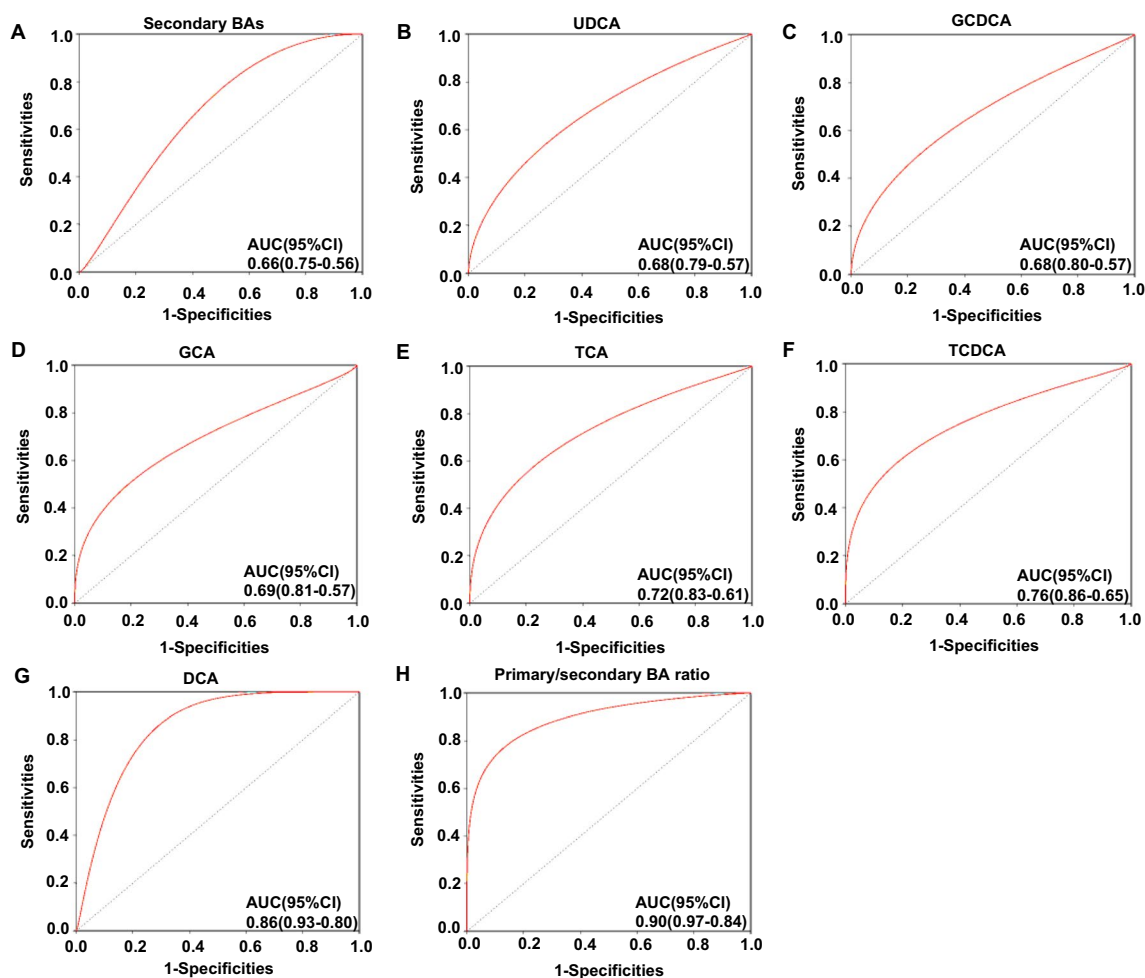 A
Secondary BAs
1.0
0.8
0.6
0.4
0.2
0.0
Sensitivities
AUC(95%CI)
0.66(0.75-0.56)
0.0 0.2 0.4 0.6 0.8 1.0
1-Specificities
B
UDCA
1.0
0.8
0.6
0.4
0.2
0.0
Sensitivities
AUC(95%CI)
0.68(0.79-0.57)
0.0 0.2 0.4 0.6 0.8 1.0
1-Specificities
C
GCDCA
1.0
0.8
0.6
0.4
0.2
0.0
Sensitivities
AUC(95%CI)
0.68(0.80-0.57)
0.0 0.2 0.4 0.6 0.8 1.0
1-Specificities
D
GCA
1.0
0.8
0.6
0.4
0.2
0.0
Sensitivities
AUC(95%CI)
0.69(0.81-0.57)
0.0 0.2 0.4 0.6 0.8 1.0
1-Specificities
E
TCA
1.0
0.8
0.6
0.4
0.2
0.0
Sensitivities
AUC(95%CI)
0.72(0.83-0.61)
0.0 0.2 0.4 0.6 0.8 1.0
1-Specificities
F
TCDCA
1.0
0.8
0.6
0.4
0.2
0.0
Sensitivities
AUC(95%CI)
0.76(0.86-0.65)
0.0 0.2 0.4 0.6 0.8 1.0
1-Specificities
G
DCA
1.0
0.8
0.6
0.4
0.2
0.0
Sensitivities
AUC(95%CI)
0.86(0.93-0.80)
0.0 0.2 0.4 0.6 0.8 1.0
1-Specificities
H
Primary/secondary BA ratio
1.0
0.8
0.6
0.4
0.2
0.0
Sensitivities
AUC(95%CI)
0.90(0.97-0.84)
0.0 0.2 0.4 0.6 0.8 1.0
1-Specificities